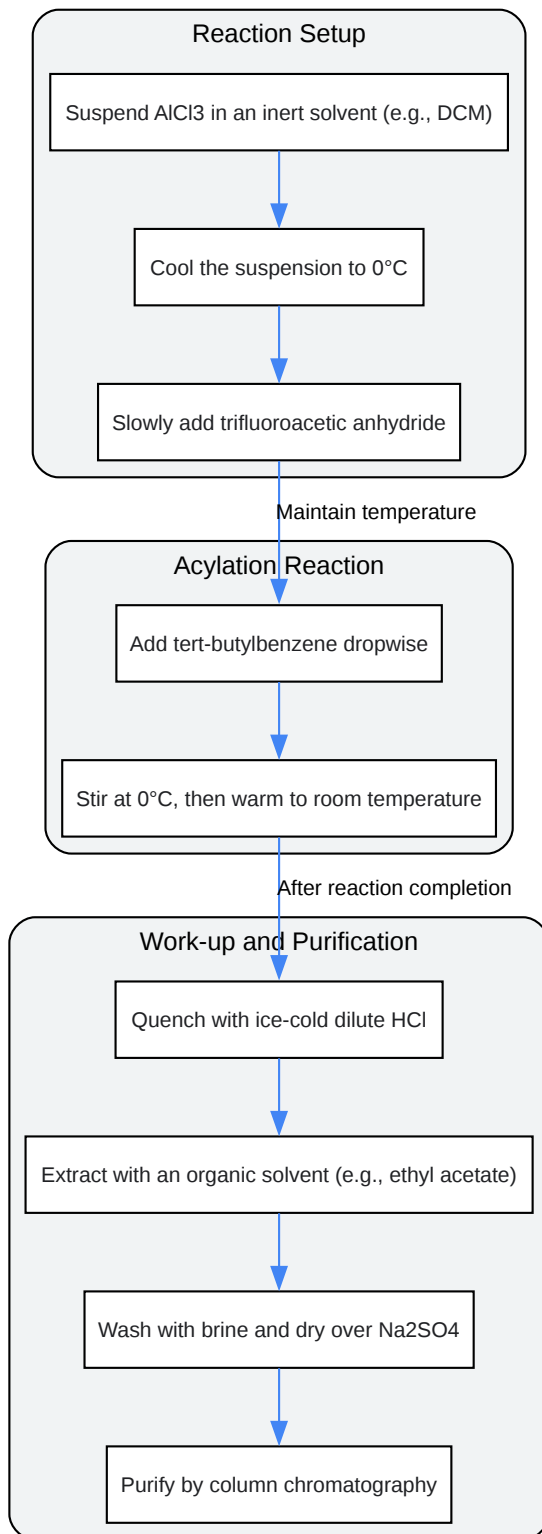 Reaction Setup
Suspend AlCl3 in an inert solvent (e.g., DCM)
Cool the suspension to 0°C
Slowly add trifluoroacetic anhydride
Maintain temperature
Acylation Reaction
Add tert-butylbenzene dropwise
Stir at 0°C, then warm to room temperature
After reaction completion
Work-up and Purification
Quench with ice-cold dilute HCl
Extract with an organic solvent (e.g., ethyl acetate)
Wash with brine and dry over Na2SO4
Purify by column chromatography